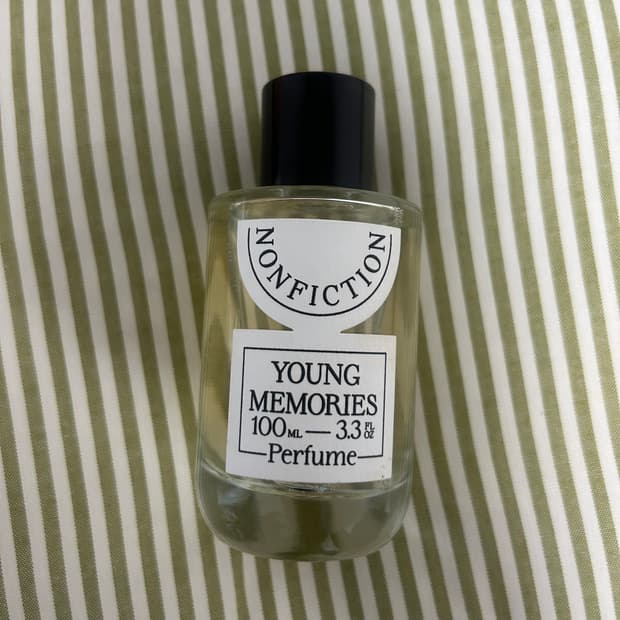 NONFICTION
YOUNG
MEMORIES
100ML — 3.3 FL OZ
Perfume